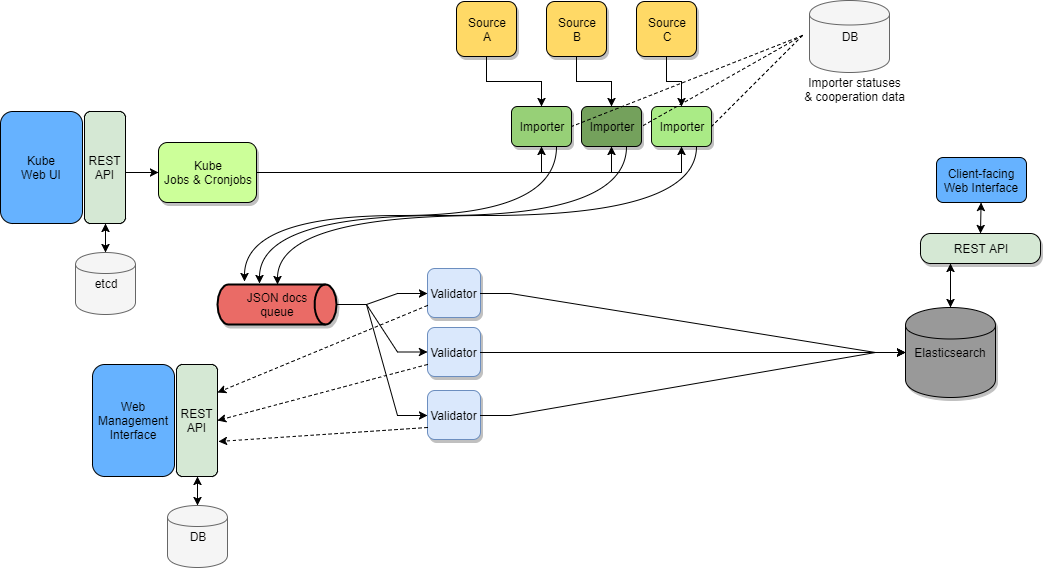 Source
A
Source
B
Source
C
DB
Importer statuses
& cooperation data
Importer
Importer
Importer
Kube
Web UI
REST
API
Kube
Jobs & Cronjobs
Client-facing
Web Interface
REST API
etcd
JSON docs
queue
Validator
Validator
Validator
Elasticsearch
Web
Management
Interface
REST
API
DB